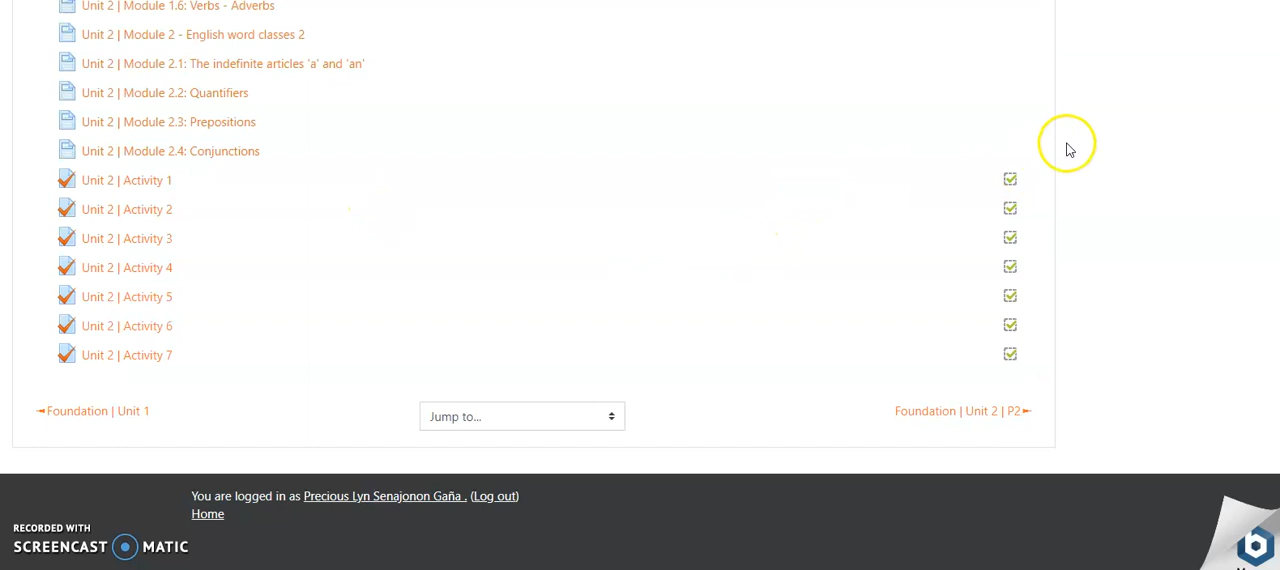 Unit 2 | Module 1.6: Verbs - Adverbs
Unit 2 | Module 2 - English word classes 2
Unit 2 | Module 2.1: The indefinite articles 'a' and 'an'
Unit 2 | Module 2.2: Quantifiers
Unit 2 | Module 2.3: Prepositions
Unit 2 | Module 2.4: Conjunctions
Unit 2 | Activity 1
Unit 2 | Activity 2
Unit 2 | Activity 3
Unit 2 | Activity 4
Unit 2 | Activity 5
Unit 2 | Activity 6
Unit 2 | Activity 7
◄Foundation | Unit 1
Jump to...
Foundation | Unit 2 | P2►
You are logged in as Precious Lyn Senajonon Gaña . (Log out)
Home
RECORDED WITH
SCREENCAST MATIC